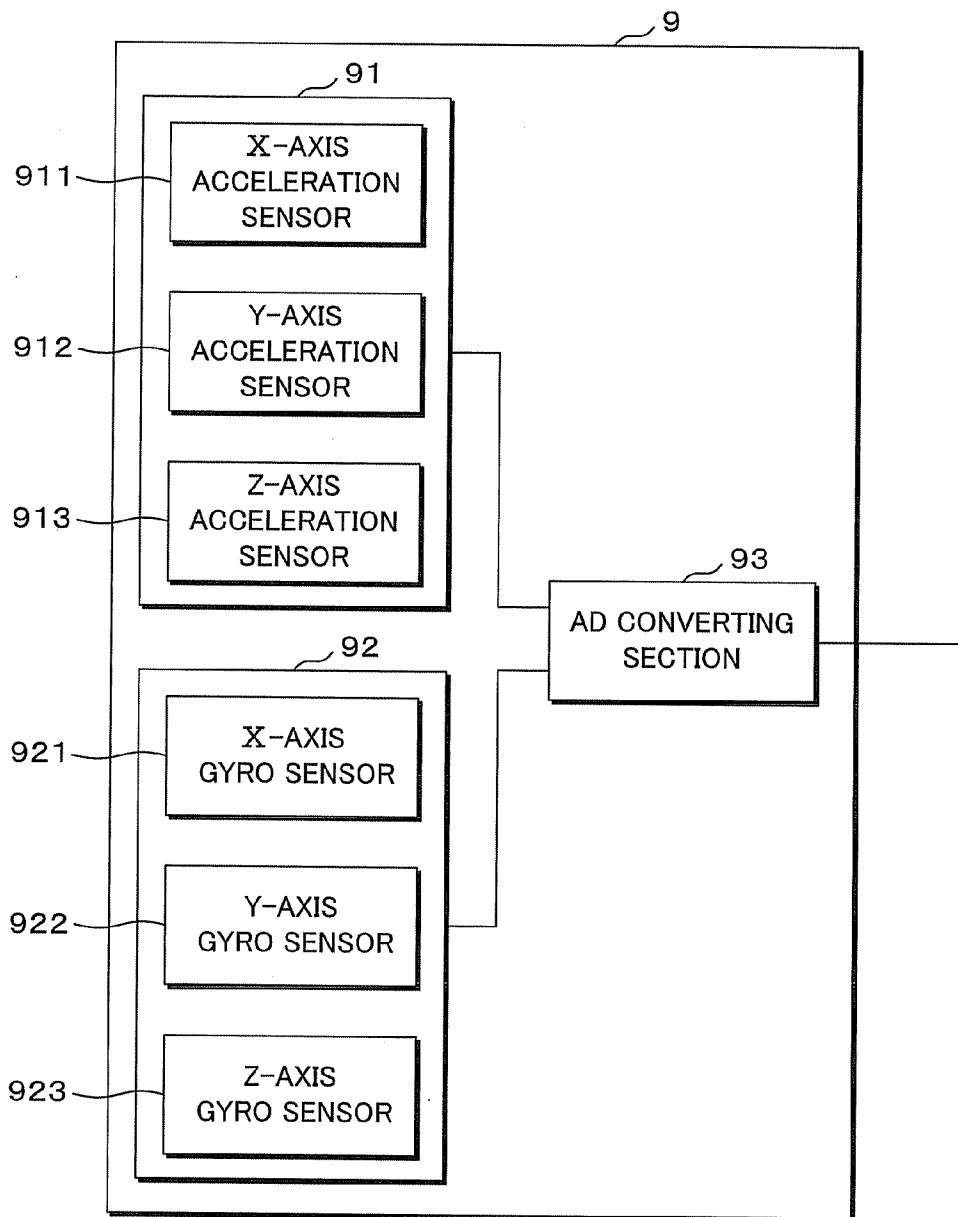 9
91
X-AXIS
ACCELERATION
SENSOR
911
Y-AXIS
ACCELERATION
SENSOR
912
Z-AXIS
ACCELERATION
SENSOR
913
93
AD CONVERTING
SECTION
92
X-AXIS
GYRO SENSOR
921
Y-AXIS
GYRO SENSOR
922
Z-AXIS
GYRO SENSOR
923